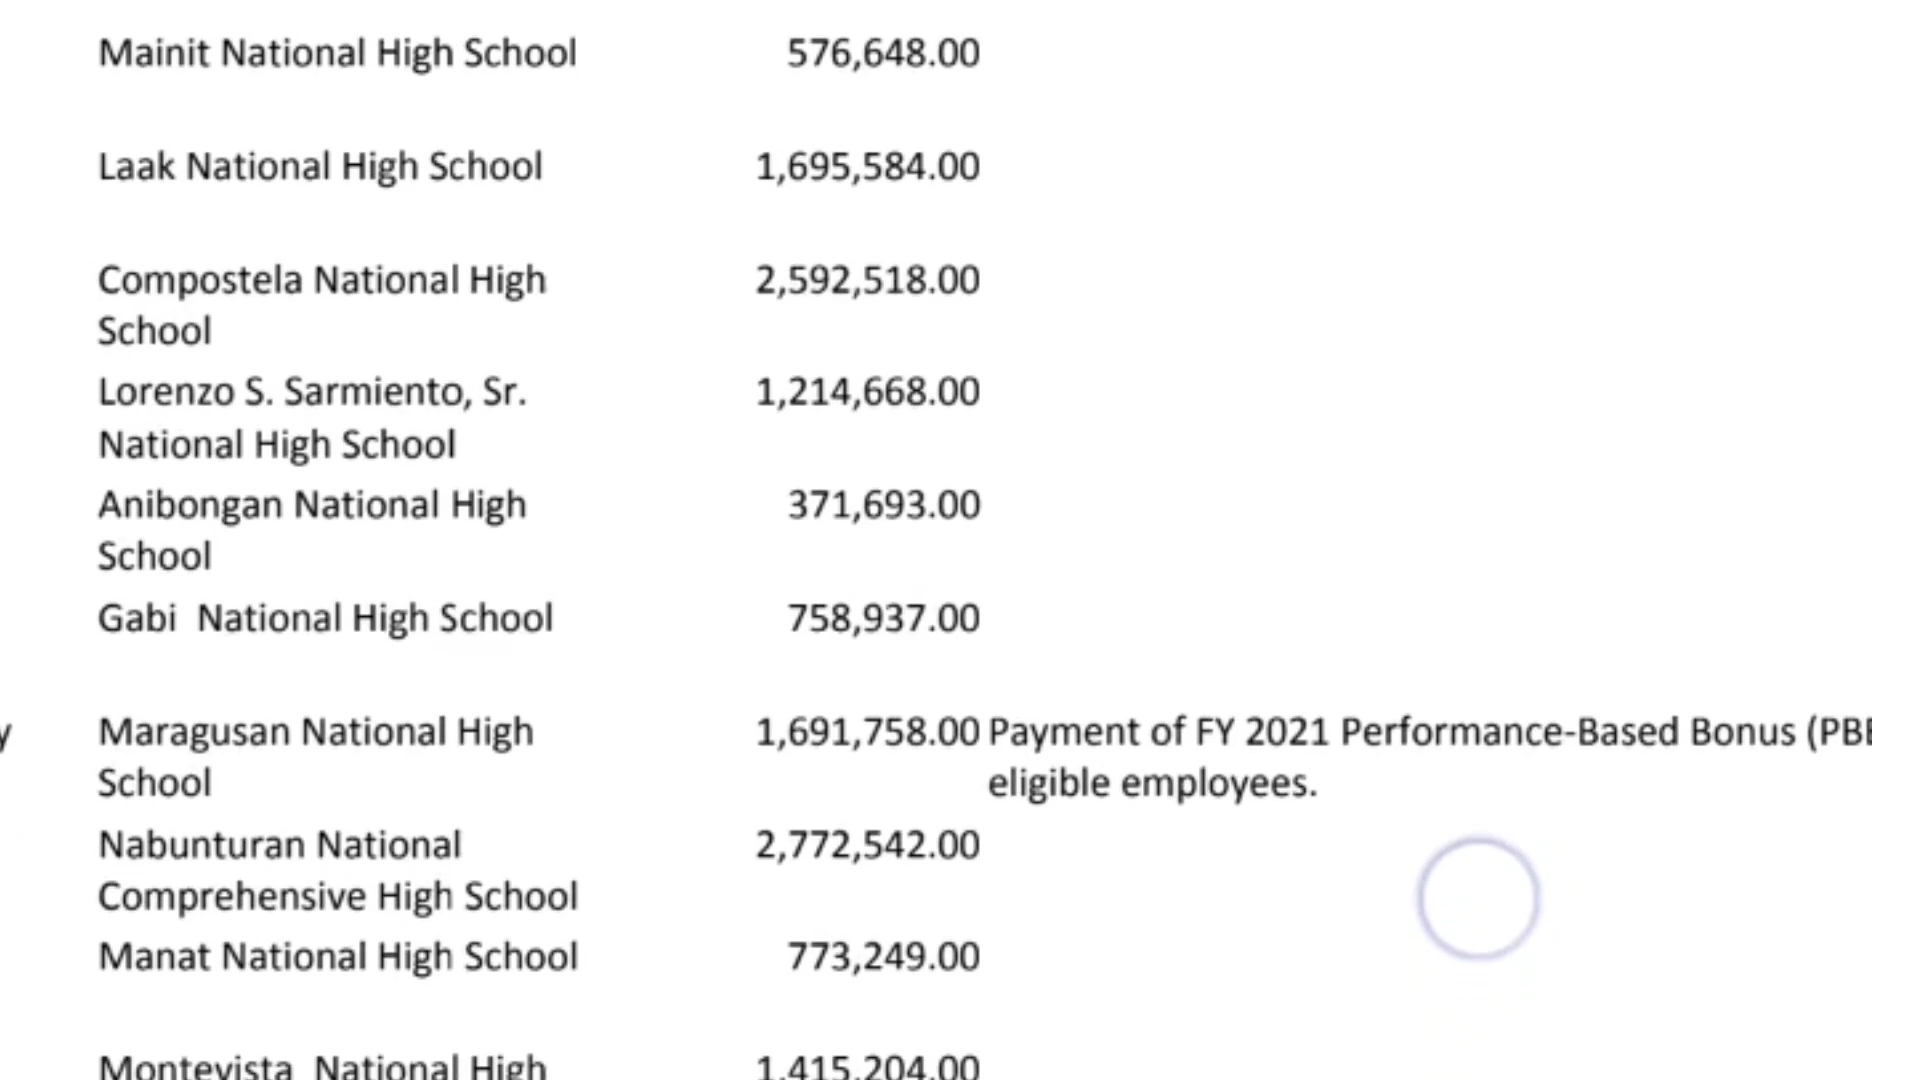 Mainit National High School 576,648.00
Laak National High School 1,695,584.00
Compostela National High 2,592,518.00
School
Lorenzo S. Sarmiento, Sr. 1,214,668.00
National High School
Anibongan National High 371,693.00
School
Gabi  National High School 758,937.00
y Maragusan National High 1,691,758.00 Payment of FY 2021 Performance-Based Bonus (PB
School eligible employees.
Nabunturan National 2,772,542.00
Comprehensive High School
Manat National High School 773,249.00
Montevista  National High 1,415,204.00